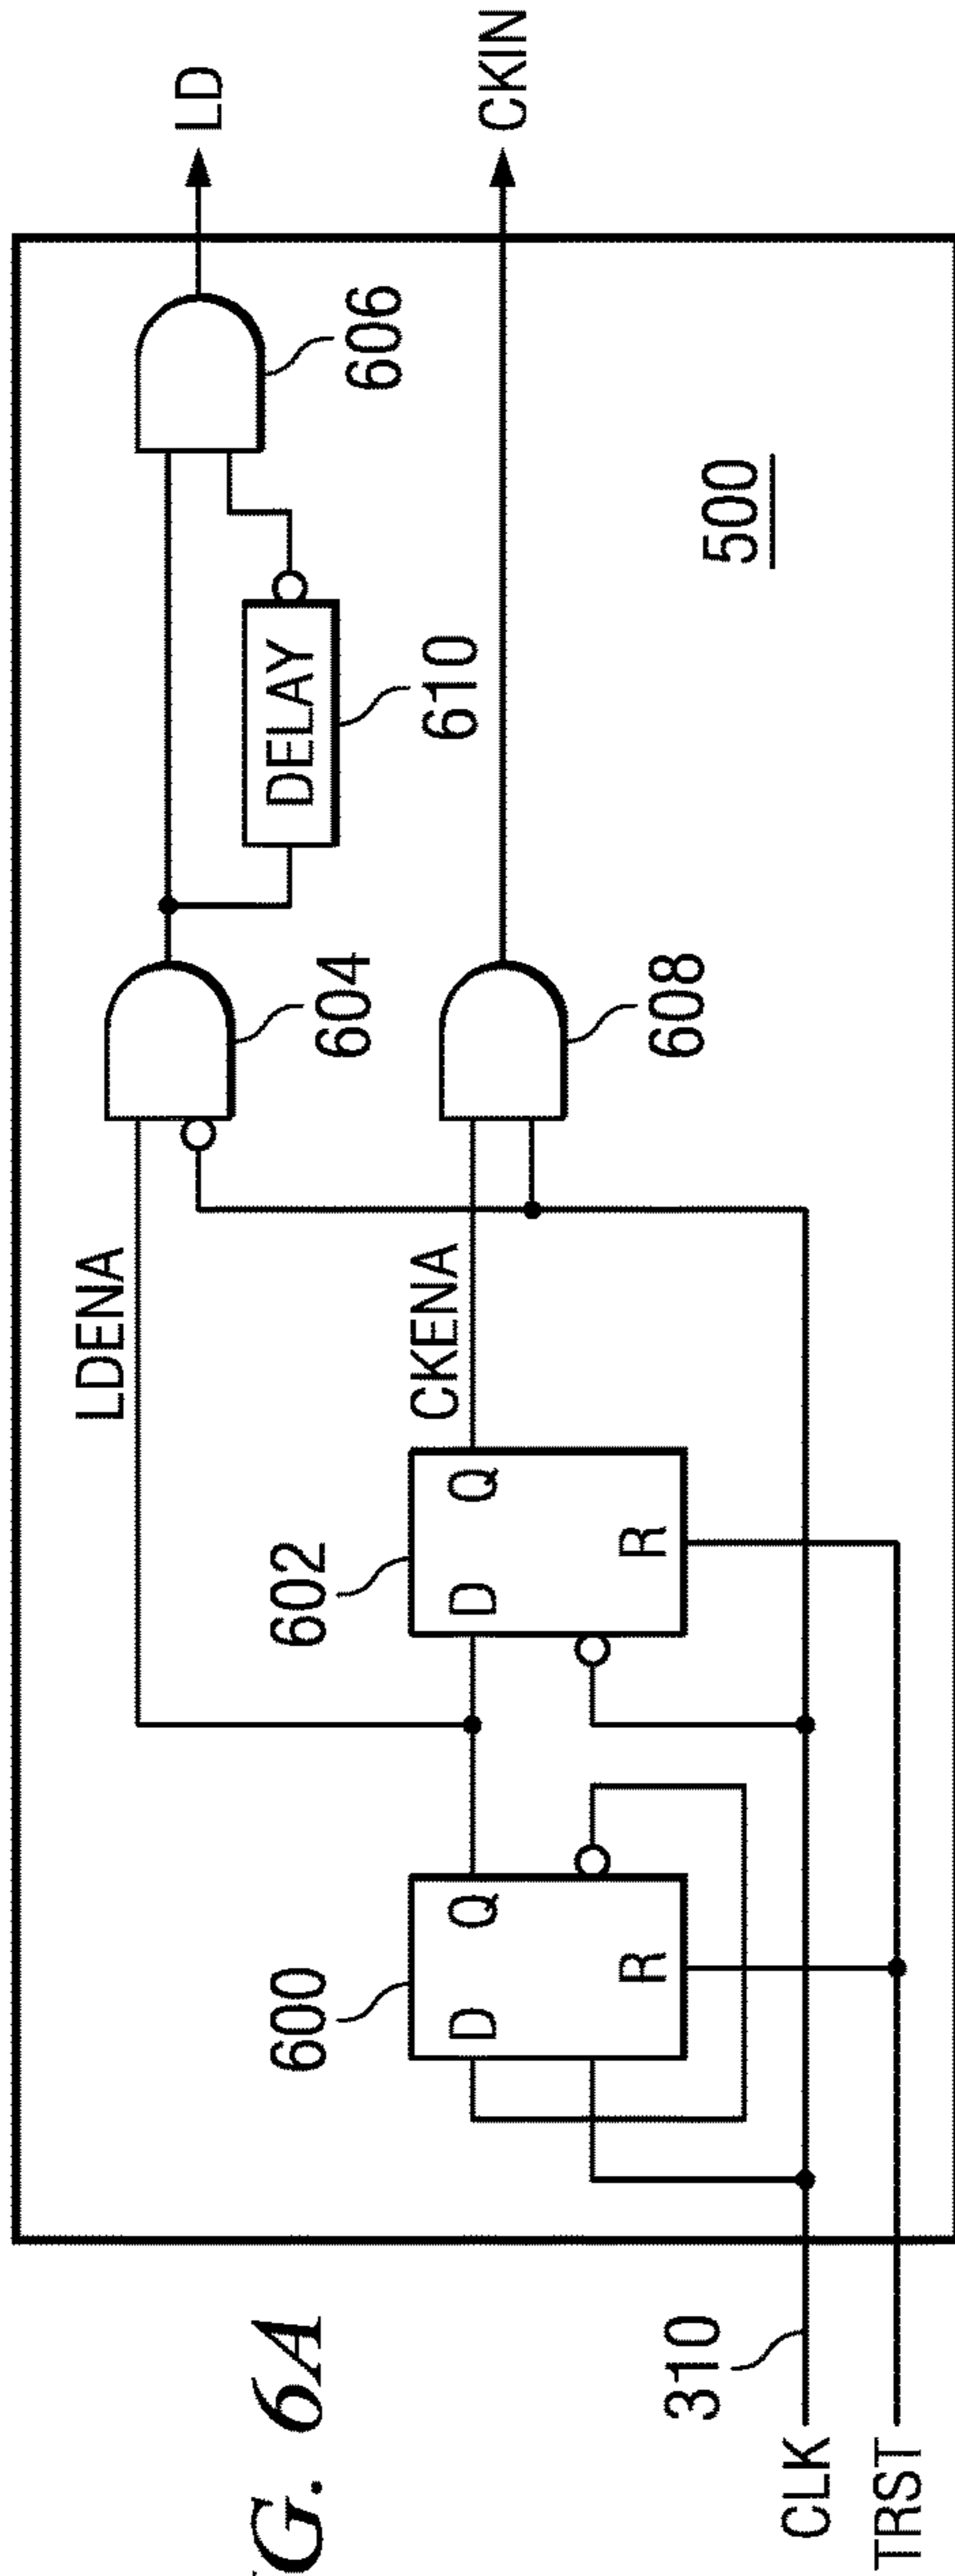 LD
CKIN
606
500
DELAY
610
604
608
LDENA
CKENA
602
D Q
R
600
D Q
R
310
CLK
TRST
G. 6A